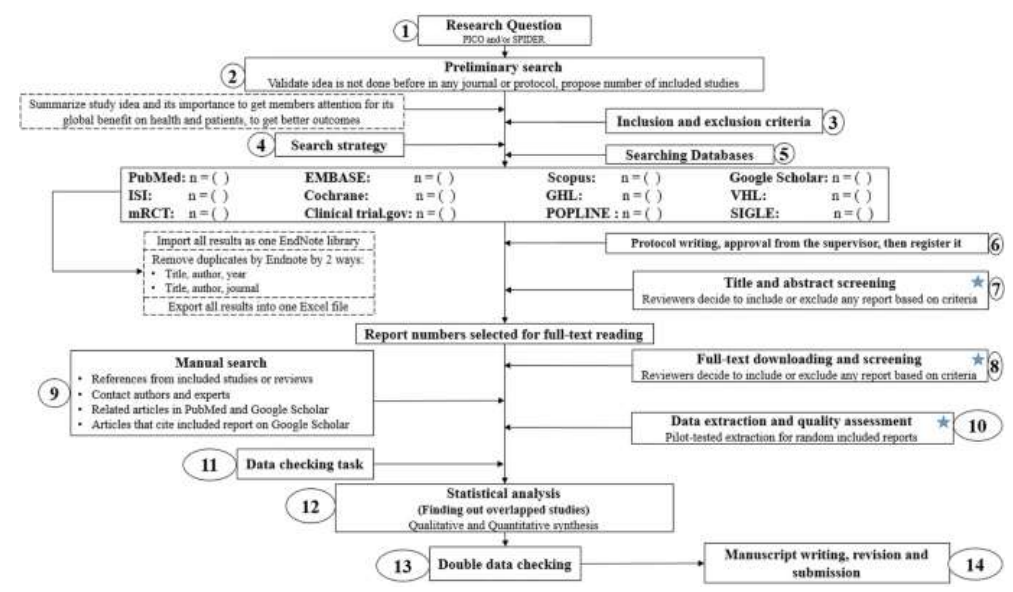 1
Research Question
PICO and/or SPIDER
2
Preliminary search
Validate idea is not done before in any journal or protocol, propose number of included studies
Summarize study idea and its importance to get members attention for its
global benefit on health and patients, to get better outcomes
Inclusion and exclusion criteria
3
4
Search strategy
Searching Databases
5
PubMed: n = ( ) EMBASE: n = ( ) Scopus: n = ( ) Google Scholar: n = ( )
ISI: n = ( ) Cochrane: n = ( ) GHL: n = ( ) VHL: n = ( )
mRCT: n = ( ) Clinical trial.gov: n = ( ) POPLINE : n = ( ) SIGLE: n = ( )
Import all results as one EndNote library
Remove duplicates by Endnote by 2 ways:
• Title, author, year
• Title, author, journal
Export all results into one Excel file
Protocol writing, approval from the supervisor, then register it
6
Title and abstract screening
Reviewers decide to include or exclude any report based on criteria
7
Report numbers selected for full-text reading
Full-text downloading and screening
Reviewers decide to include or exclude any report based on criteria
8
9
Manual search
• References from included studies or reviews
• Contact authors and experts
• Related articles in PubMed and Google Scholar
• Articles that cite included report on Google Scholar
Data extraction and quality assessment
Pilot-tested extraction for random included reports
10
11
Data checking task
12
Statistical analysis
(Finding out overlapped studies)
Qualitative and Quantitative synthesis
13
Double data checking
Manuscript writing, revision and
submission
14